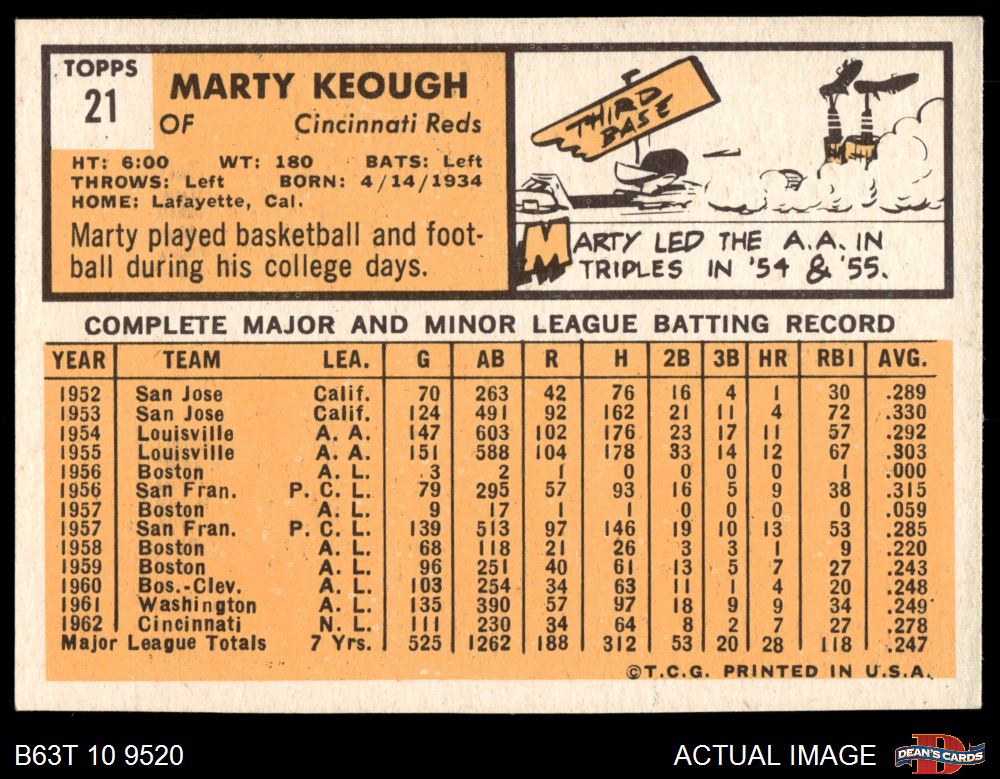 TOPPS
21
MARTY KEOUGH
OF Cincinnati Reds
HT: 6:00 WT: 180 BATS: Left
THROWS: Left BORN: 4/14/1934
HOME: Lafayette, Cal.
Marty played basketball and foot-
ball during his college days.
THIRD
BASE
MARTY LED THE A.A. IN
TRIPLES IN '54 & '55.
COMPLETE MAJOR AND MINOR LEAGUE BATTING RECORD
YEAR TEAM LEA. G AB R H 2B 3B HR RBI AVG.
1952 San Jose Calif. 70 263 42 76 16 4 1 30 .289
1953 San Jose Calif. 124 491 92 162 21 11 4 72 .330
1954 Louisville A. A. 147 603 102 176 23 17 11 57 .292
1955 Louisville A. A. 151 588 104 178 33 14 12 67 .303
1956 Boston A. L. 3 2 1 0 0 0 0 1 .000
1956 San Fran. P. C. L. 79 295 57 93 16 5 9 38 .315
1957 Boston A. L. 9 17 1 1 0 0 0 0 .059
1957 San Fran. P. C. L. 139 513 97 146 19 10 13 53 .285
1958 Boston A. L. 68 118 21 26 3 3 1 9 .220
1959 Boston A. L. 96 251 40 61 13 5 7 27 .243
1960 Bos.-Clev. A. L. 103 254 34 63 11 1 4 20 .248
1961 Washington A. L. 135 390 57 97 18 9 9 34 .249
1962 Cincinnati N. L. 111 230 34 64 8 2 7 27 .278
Major League Totals 7 Yrs. 525 1262 188 312 53 20 28 118 .247
©T.C.G. PRINTED IN U.S.A.
B63T 10 9520 ACTUAL IMAGE
DEAN'S CARDS